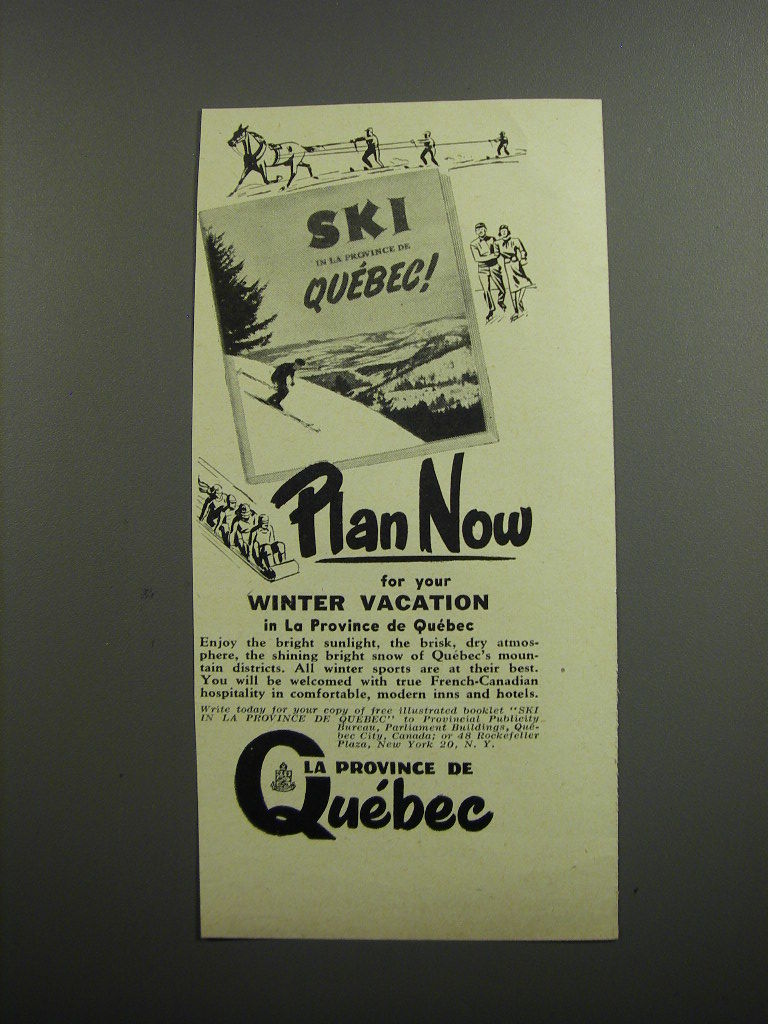 SKI
IN LA PROVINCE DE
QUÉBEC!
Plan Now
for your
WINTER VACATION
in La Province de Québec
Enjoy the bright sunlight, the brisk, dry atmos-
phere, the shining bright snow of Québec's moun-
tain districts. All winter sports are at their best.
You will be welcomed with true French-Canadian
hospitality in comfortable, modern inns and hotels.
Write today for your copy of free illustrated booklet "SKI
IN LA PROVINCE DE QUÉBEC" to Provincial Publicity
Bureau, Parliament Buildings, Qué-
bec City, Canada; or 48 Rockefeller
Plaza, New York 20, N. Y.
LA PROVINCE DE
Québec